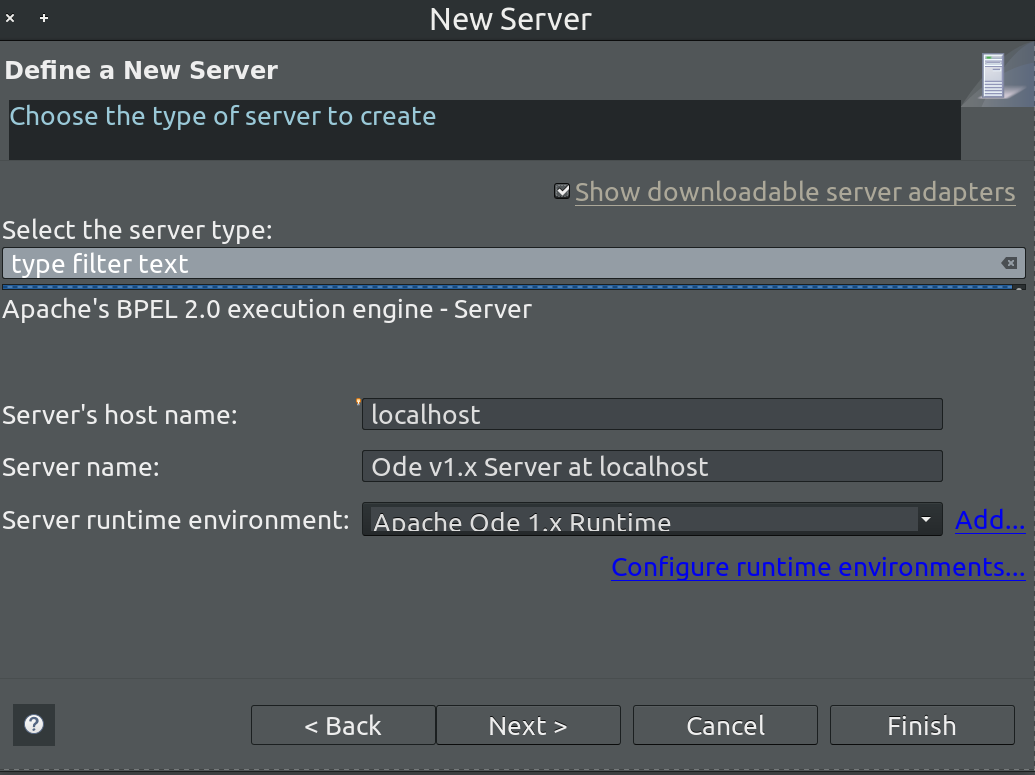 New Server
Define a New Server
Choose the type of server to create
Show downloadable server adapters
Select the server type:
type filter text
Apache's BPEL 2.0 execution engine - Server
Server's host name: localhost
Server name: Ode v1.x Server at localhost
Server runtime environment: Apache Ode 1.x Runtime Add...
Configure runtime environments...
? < Back Next > Cancel Finish